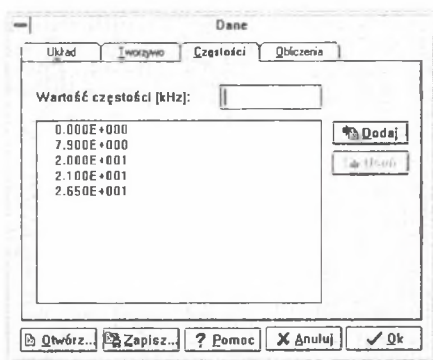 Dane
Układ Tworzywo Częstości Obliczenia
Wartość częstości [kHz]:
0.000E+000
7.900E+000
2.000E+001
2.100E+001
2.650E+001
Dodaj
Usuń
Otwórz... Zapisz... ? Pomoc X Anuluj ✓ Ok